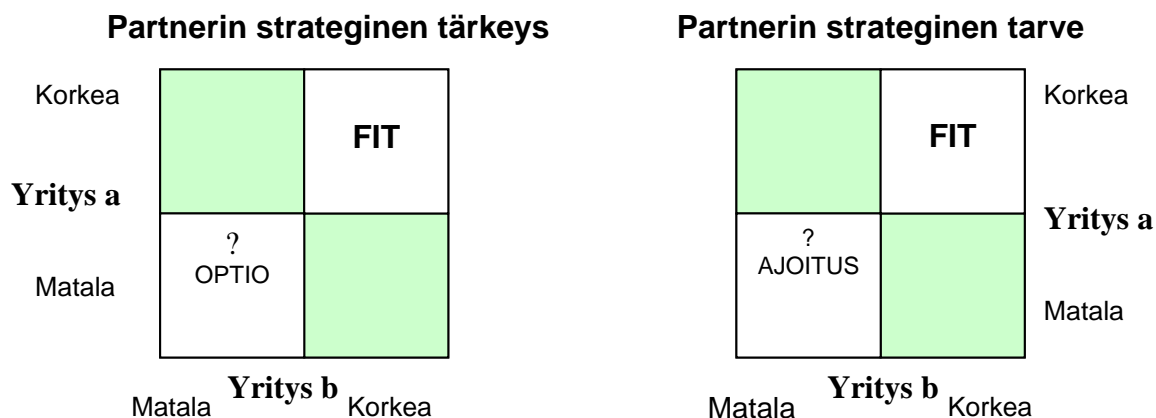 Partnerin strateginen tärkeys
Korkea
FIT
Yritys a
?
OPTIO
Matala
Yritys b
Matala
Korkea
Partnerin strateginen tarve
Korkea
FIT
Yritys a
?
AJOITUS
Matala
Yritys b
Matala
Korkea